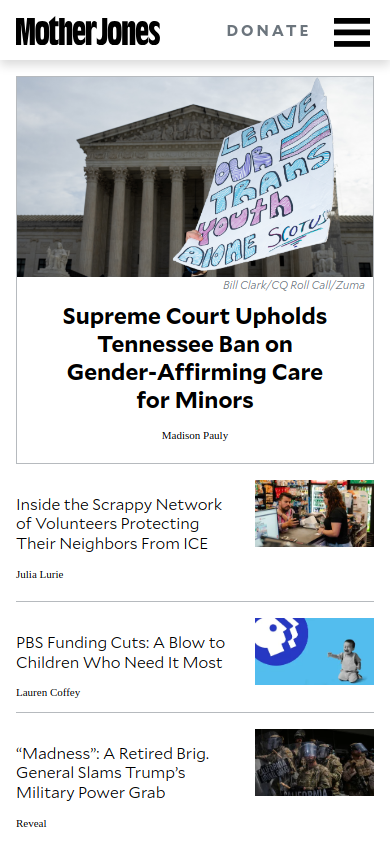 Mother Jones
DONATE
LEAVE
OUR
TRANS
YOUTH
ALONE SCOTUS
Bill Clark/CQ Roll Call/Zuma
Supreme Court Upholds
Tennessee Ban on
Gender-Affirming Care
for Minors
Madison Pauly
Inside the Scrappy Network
of Volunteers Protecting
Their Neighbors From ICE
Julia Lurie
PBS Funding Cuts: A Blow to
Children Who Need It Most
Lauren Coffey
“Madness”: A Retired Brig.
General Slams Trump’s
Military Power Grab
CALIFORNIA
Reveal